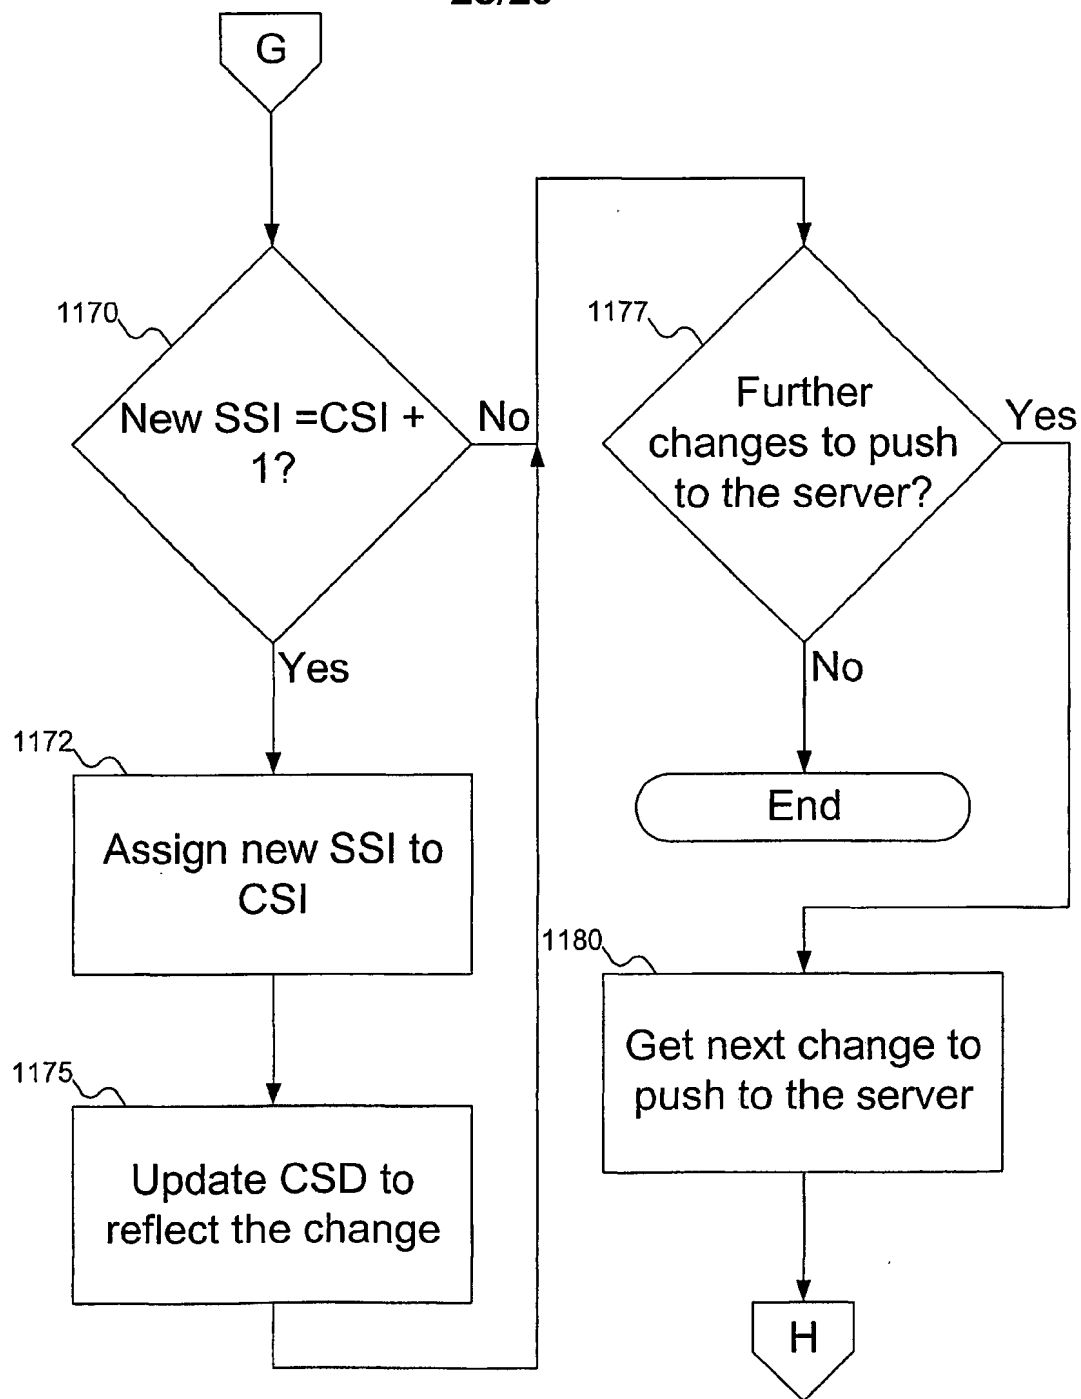 G
1170
New SSI =CSI +
1?
No
Yes
1172
Assign new SSI to
CSI
1175
Update CSD to
reflect the change
1177
Further
changes to push
to the server?
Yes
No
End
1180
Get next change to
push to the server
H